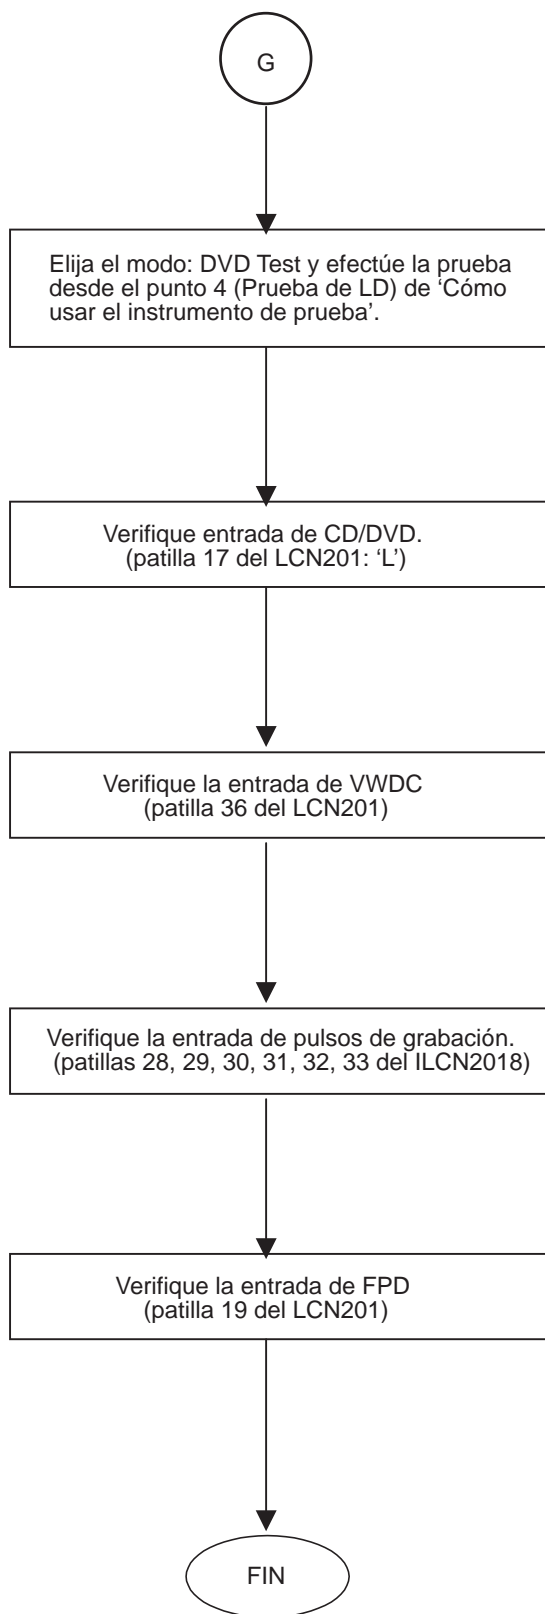 G
Elija el modo: DVD Test y efectúe la prueba
desde el punto 4 (Prueba de LD) de ‘Cómo
usar el instrumento de prueba’.
Verifique entrada de CD/DVD.
(patilla 17 del LCN201: ‘L’)
Verifique la entrada de VWDC
(patilla 36 del LCN201)
Verifique la entrada de pulsos de grabación.
(patillas 28, 29, 30, 31, 32, 33 del ILCN2018)
Verifique la entrada de FPD
(patilla 19 del LCN201)
FIN